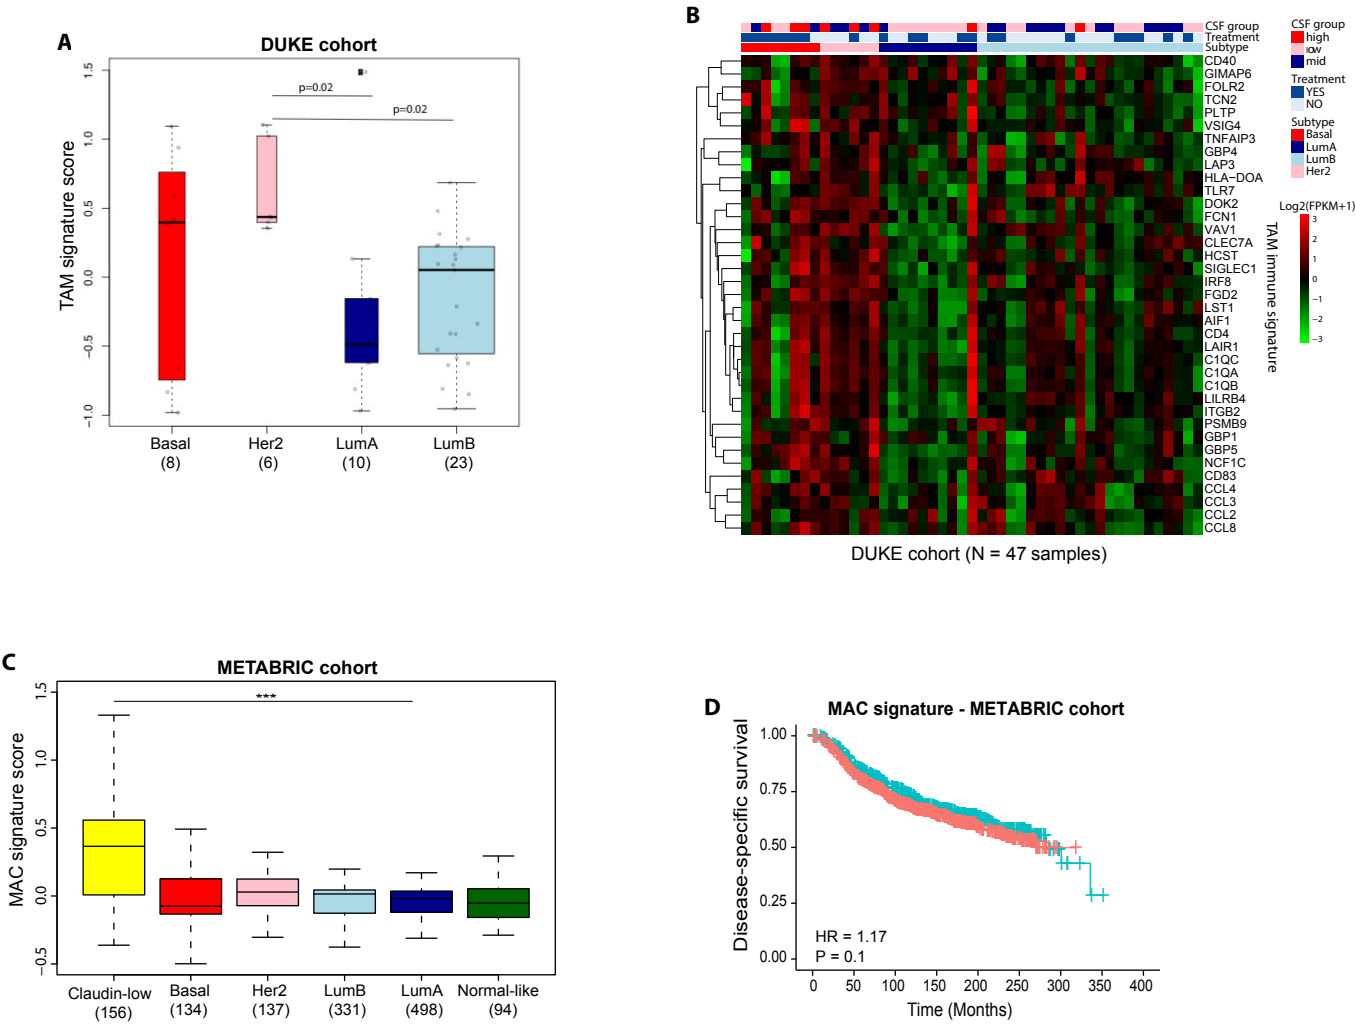 A
DUKE cohort
TAM signature score
1.5
1.0
0.5
0.0
−0.5
−1.0
p=0.02
p=0.02
Basal
(8)
Her2
(6)
LumA
(10)
LumB
(23)
B
CSF group
Treatment
Subtype
CD40
GIMAP6
FOLR2
TCN2
PLTP
VSIG4
TNFAIP3
GBP4
LAP3
HLA−DOA
TLR7
DOK2
FCN1
VAV1
CLEC7A
HCST
SIGLEC1
IRF8
FGD2
LST1
AIF1
CD4
LAIR1
C1QC
C1QA
C1QB
LILRB4
ITGB2
PSMB9
GBP1
GBP5
NCF1C
CD83
CCL4
CCL3
CCL2
CCL8
TAM immune signature
DUKE cohort (N = 47 samples)
CSF group
high
low
mid
Treatment
YES
NO
Subtype
Basal
LumA
LumB
Her2
Log2(FPKM+1)
3
2
1
0
−1
−2
−3
C
METABRIC cohort
MAC signature score
1.5
1.0
0.5
0.0
−0.5
***
Claudin-low
(156)
Basal
(134)
Her2
(137)
LumB
(331)
LumA
(498)
Normal-like
(94)
D
MAC signature - METABRIC cohort
Disease-specific survival
1.00
0.75
0.50
0.25
0.00
HR = 1.17
P = 0.1
0 50 100 150 200 250 300 350 400
Time (Months)